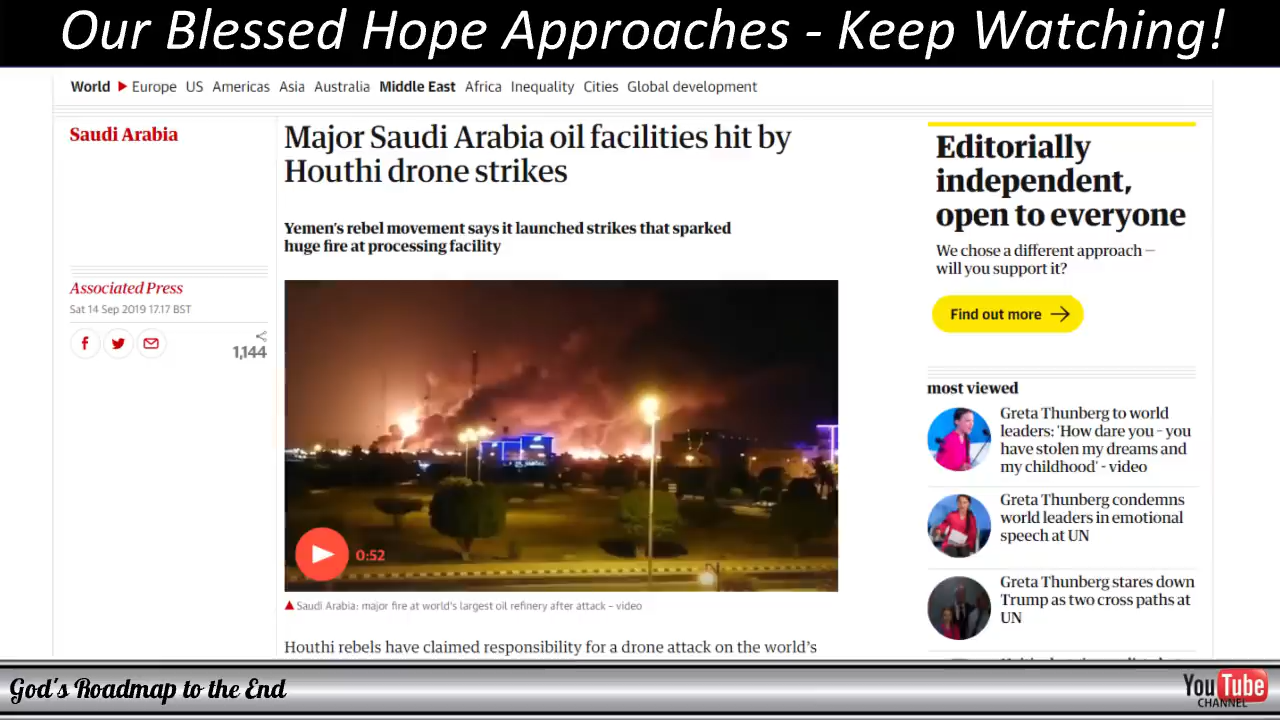 Our Blessed Hope Approaches - Keep Watching!
World Europe US Americas Asia Australia Middle East Africa Inequality Cities Global development
Saudi Arabia
Major Saudi Arabia oil facilities hit by
Houthi drone strikes
Yemen's rebel movement says it launched strikes that sparked
huge fire at processing facility
Associated Press
Sat 14 Sep 2019 17.17 BST
1,144
0:52
Saudi Arabia: major fire at world's largest oil refinery after attack – video
Houthi rebels have claimed responsibility for a drone attack on the world's
Editorially
independent,
open to everyone
We chose a different approach —
will you support it?
Find out more
most viewed
Greta Thunberg to world
leaders: 'How dare you – you
have stolen my dreams and
my childhood' - video
Greta Thunberg condemns
world leaders in emotional
speech at UN
Greta Thunberg stares down
Trump as two cross paths at
UN
God's Roadmap to the End
YouTube
CHANNEL